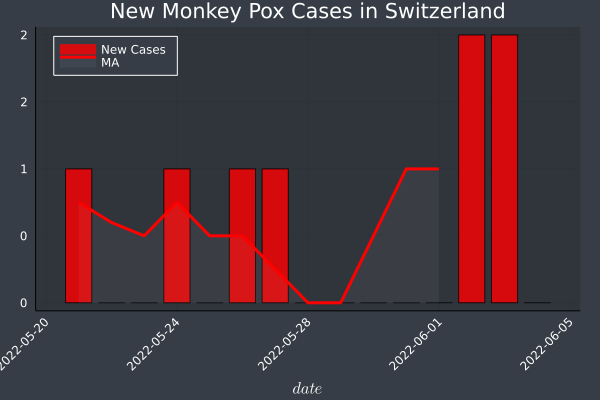 New Monkey Pox Cases in Switzerland
New Cases
MA
2
2
1
0
0
2022-05-20
2022-05-24
2022-05-28
2022-06-01
2022-06-05
date